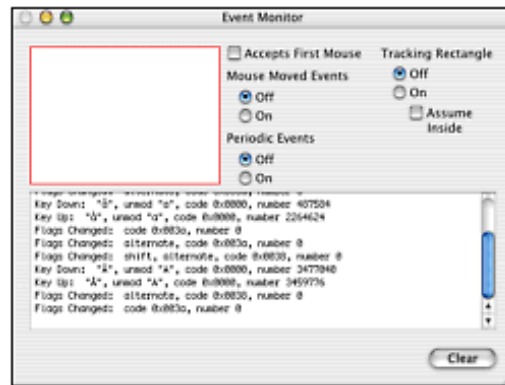 Event Monitor
Accepts First Mouse
Mouse Moved Events
Off
On
Periodic Events
Off
On
Tracking Rectangle
Off
On
Assume
Inside
Flags Changed: alternate, code
Key Down: "å", unmod "a", code 0x0000, number 407504
Key Up: "å", unmod "a", code 0x0000, number 2264624
Flags Changed: code 0x003a, number 0
Flags Changed: alternate, code 0x003a, number 0
Flags Changed: shift, alternate, code 0x0038, number 0
Key Down: "Å", unmod "A", code 0x0000, number
Key Up: "Å", unmod "A", code 0x0000, number 3459776
Flags Changed: alternate, code 0x0038, number 0
Flags Changed: code 0x003a, number 0
Clear